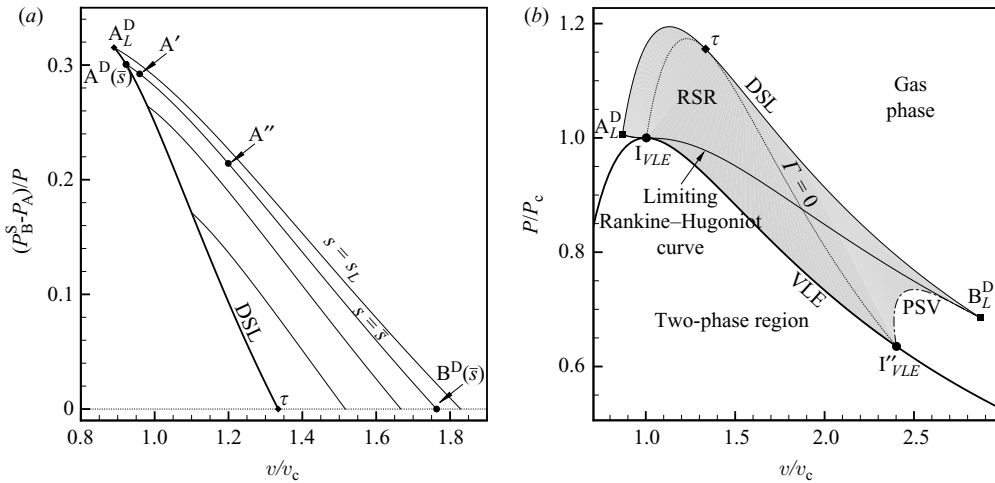 (a)
(P_B^S-P_A)/P
0.3
0.2
0.1
0
0.8
1.0
1.2
1.4
1.6
1.8
v/v_c
A_L^D
A^D(s̄)
A′
A″
s = s_L
s = s̄
DSL
B^D(s̄)
τ
(b)
P/P_c
1.2
1.0
0.8
0.6
1.0
1.5
2.0
2.5
v/v_c
τ
DSL
Gas
phase
RSR
A_L^D
I_VLE
Γ = 0
Limiting
Rankine–Hugoniot
curve
VLE
Two-phase region
PSV
B_L^D
I″_VLE